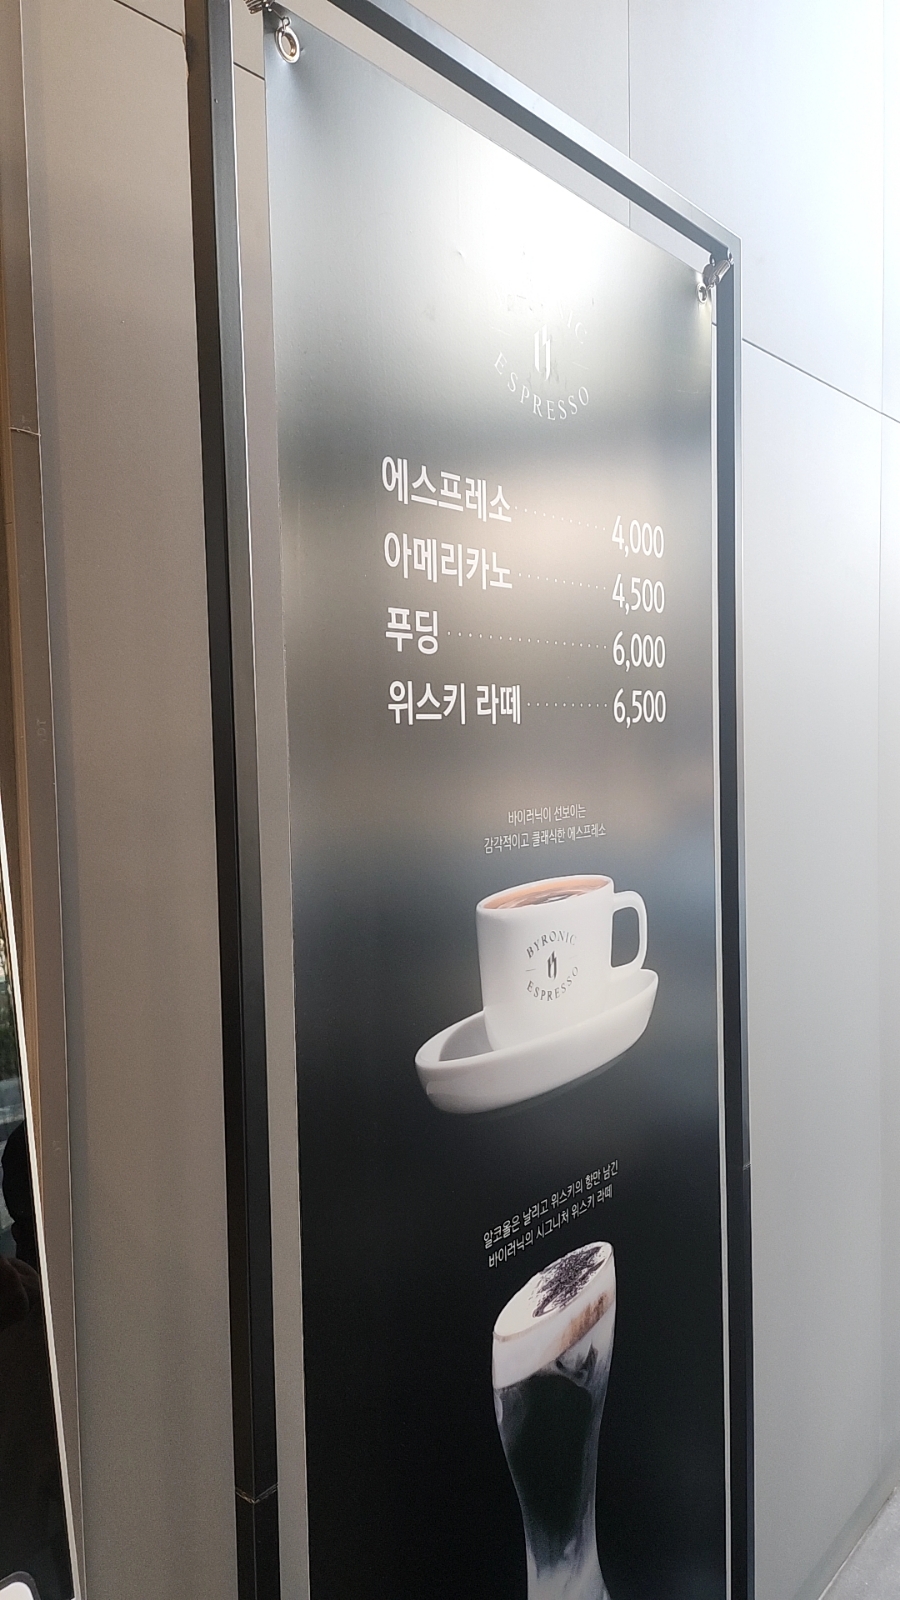 ESPRESSO
에스프레소 4,000
아메리카노 4,500
푸딩 6,000
위스키 라떼 6,500
바이러닉이 선보이는
감각적이고 클래식한 에스프레소
BYRONIC
ESPRESSO
알코올은 날리고 위스키의 향만 남긴
바이러닉의 시그니처 위스키 라떼